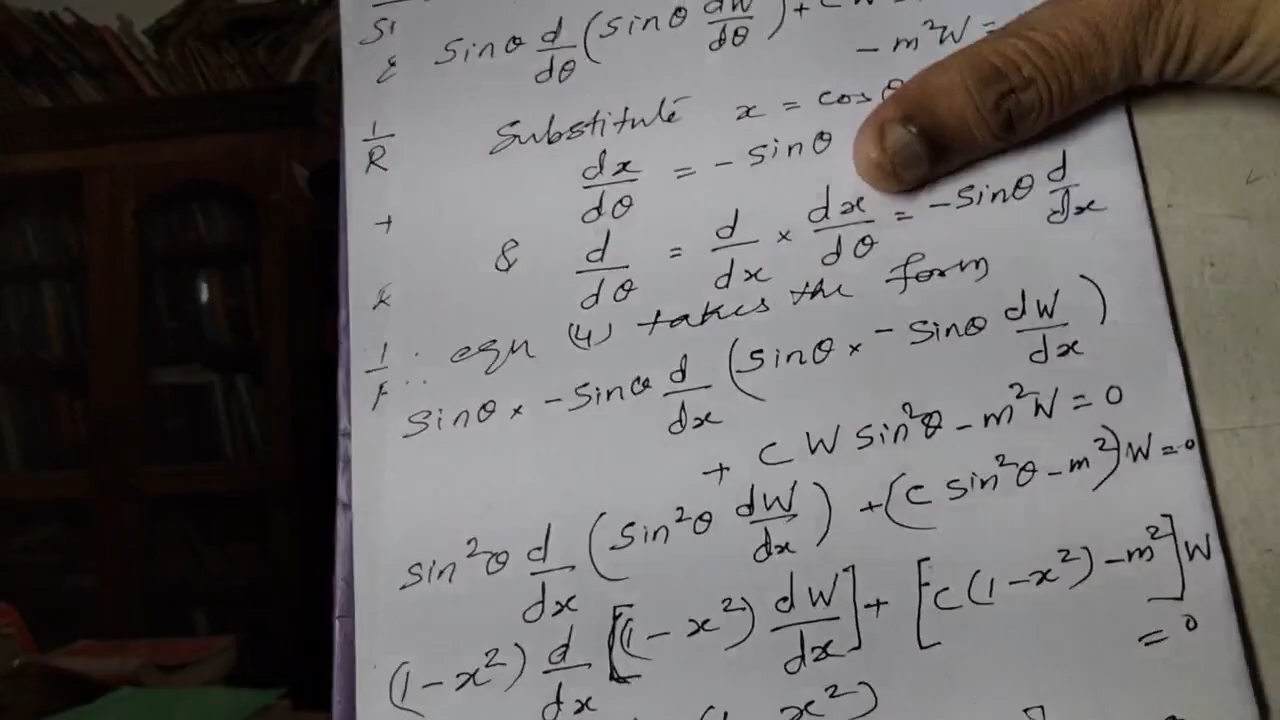 sinθ d/dθ (sinθ dW/dθ) +
- m²W =
Substitute x = cosθ
dx/dθ = - sinθ
& d/dθ = d/dx × dx/dθ = - sinθ d/dx
∴ eqn (4) takes the form
sinθ × - sinθ d/dx (sinθ × - sinθ dW/dx)
+ C W sin²θ - m²W = 0
sin²θ d/dx (sin²θ dW/dx) + (C sin²θ - m²) W = 0
(1-x²) d/dx [(1-x²) dW/dx] + [C(1-x²) - m²] W
= 0